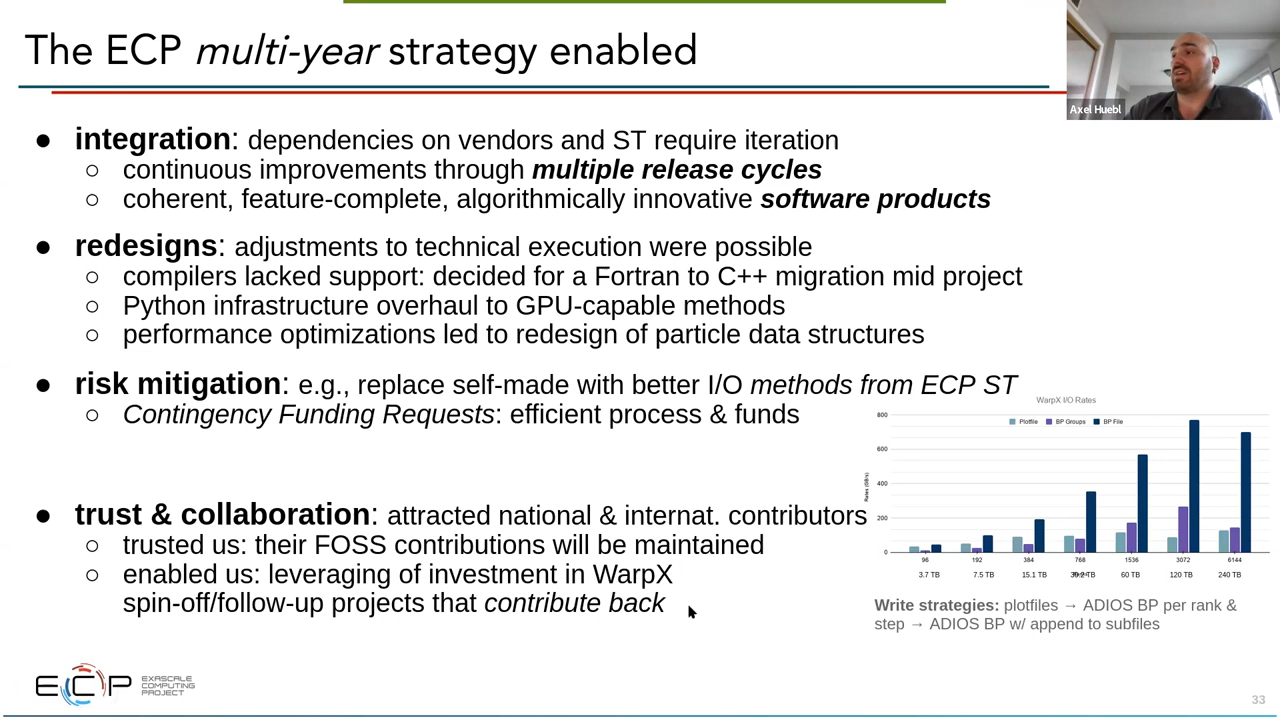 The ECP multi-year strategy enabled
Axel Huebl
● integration: dependencies on vendors and ST require iteration
○ continuous improvements through multiple release cycles
○ coherent, feature-complete, algorithmically innovative software products
● redesigns: adjustments to technical execution were possible
○ compilers lacked support: decided for a Fortran to C++ migration mid project
○ Python infrastructure overhaul to GPU-capable methods
○ performance optimizations led to redesign of particle data structures
● risk mitigation: e.g., replace self-made with better I/O methods from ECP ST
○ Contingency Funding Requests: efficient process & funds
● trust & collaboration: attracted national & internat. contributors
○ trusted us: their FOSS contributions will be maintained
○ enabled us: leveraging of investment in WarpX
spin-off/follow-up projects that contribute back
WarpX I/O Rates
Plotfile BP Groups BP File
Rates (GB/s)
800
600
400
200
0
96 192 384 768 1536 3072 6144
3.7 TB 7.5 TB 15.1 TB 60 TB 120 TB 240 TB
Write strategies: plotfiles → ADIOS BP per rank &
step → ADIOS BP w/ append to subfiles
ECP EXASCALE
COMPUTING
PROJECT
33